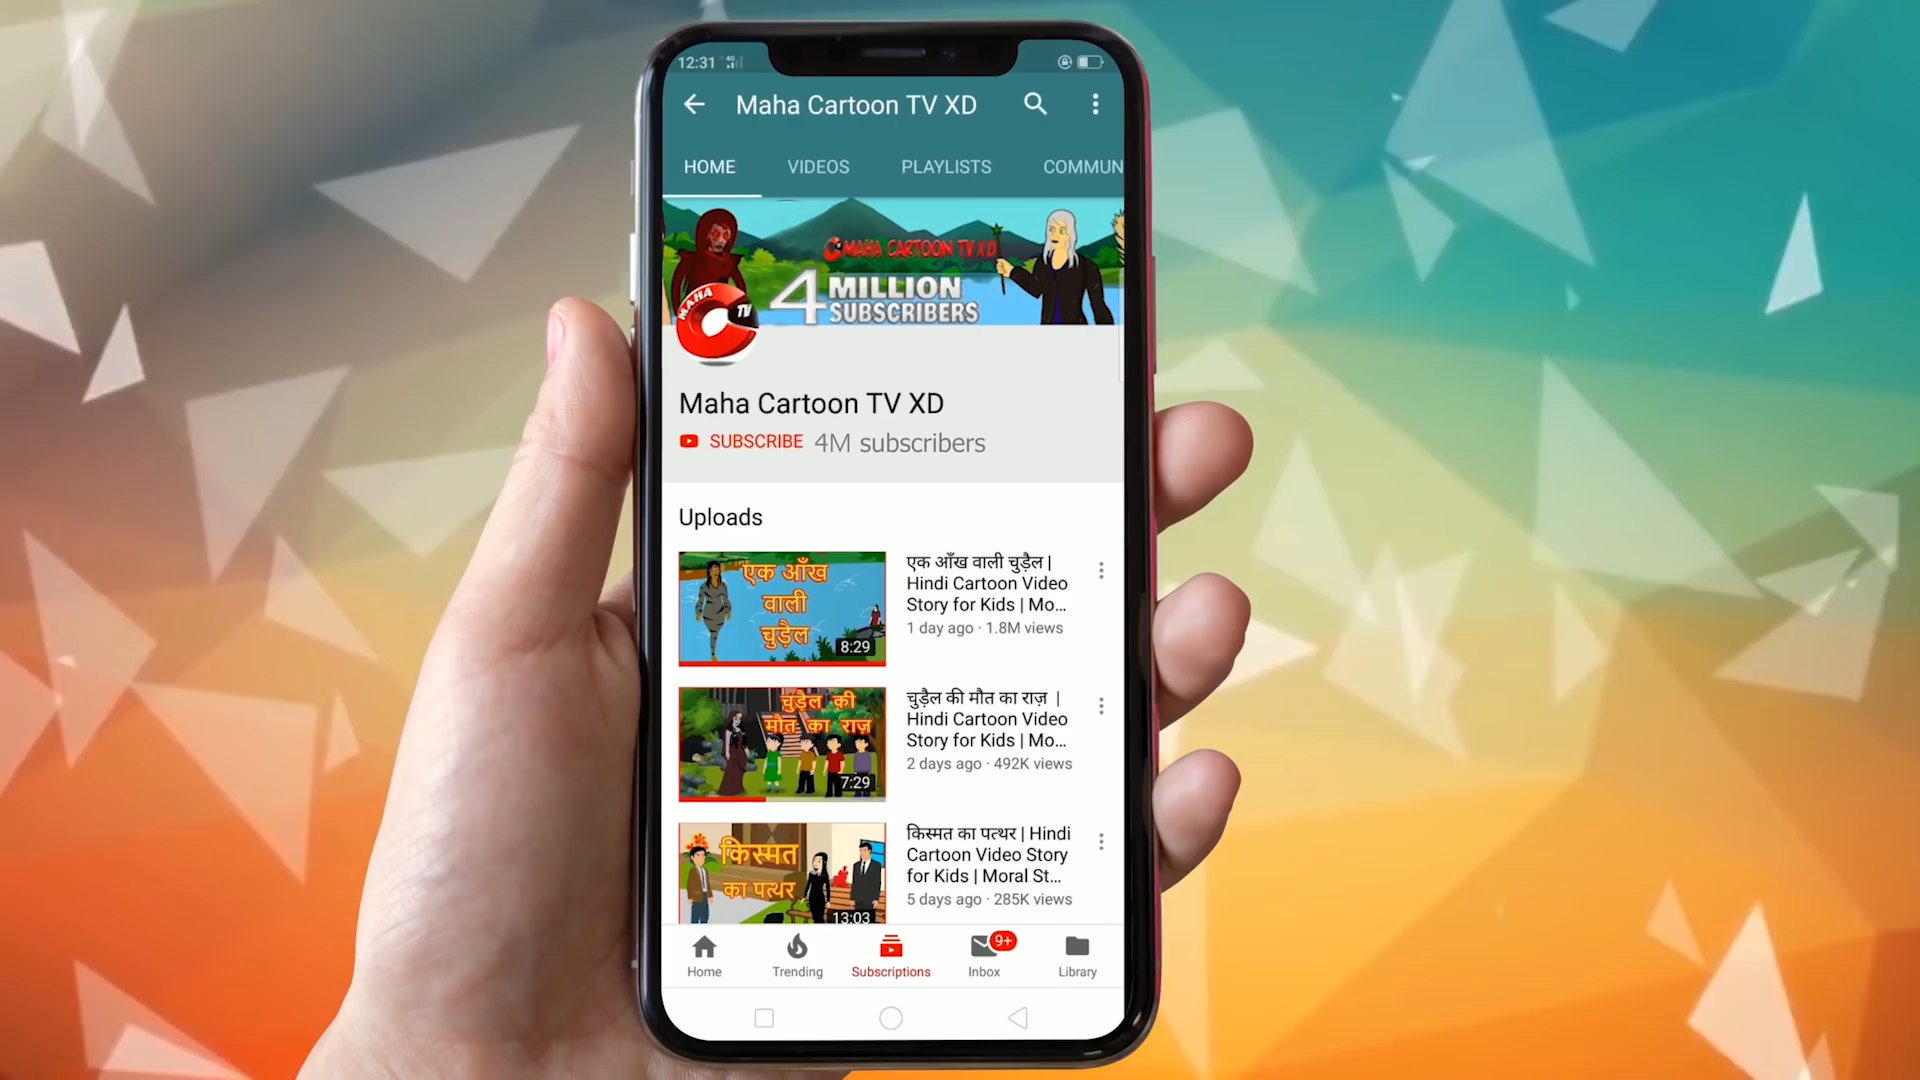 12:31 4G
Maha Cartoon TV XD
HOME VIDEOS PLAYLISTS COMMUN
MAHA CARTOON TV XD
4 MILLION
SUBSCRIBERS
MAHA TV
Maha Cartoon TV XD
SUBSCRIBE 4M subscribers
Uploads
एक आँख
वाली
चुड़ैल
8:29
एक आँख वाली चुड़ैल |
Hindi Cartoon Video
Story for Kids | Mo...
1 day ago · 1.8M views
चुड़ैल की
मौत का राज़
7:29
चुड़ैल की मौत का राज़ |
Hindi Cartoon Video
Story for Kids | Mo...
2 days ago · 492K views
किस्मत
का पत्थर
13:03
किस्मत का पत्थर | Hindi
Cartoon Video Story
for Kids | Moral St...
5 days ago · 285K views
9+
Home Trending Subscriptions Inbox Library